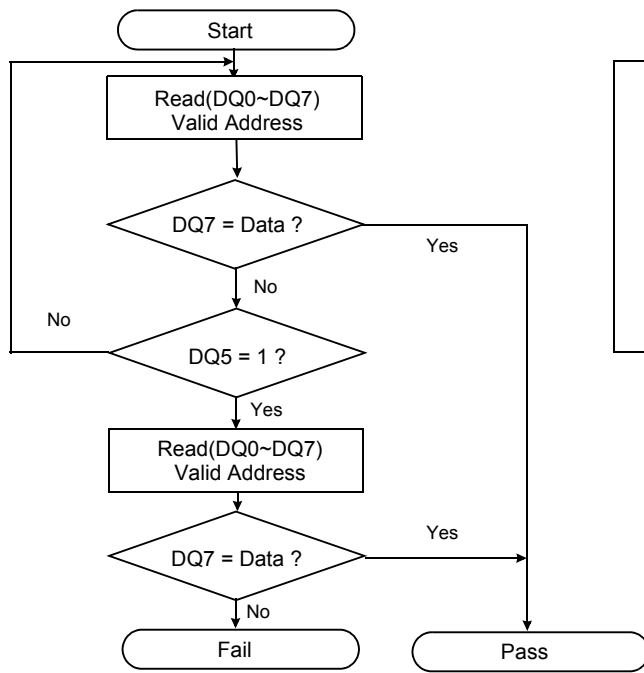 Start
Read(DQ0~DQ7)
Valid Address
DQ7 = Data ?
Yes
No
No
DQ5 = 1 ?
Yes
Read(DQ0~DQ7)
Valid Address
Yes
DQ7 = Data ?
No
Fail
Pass